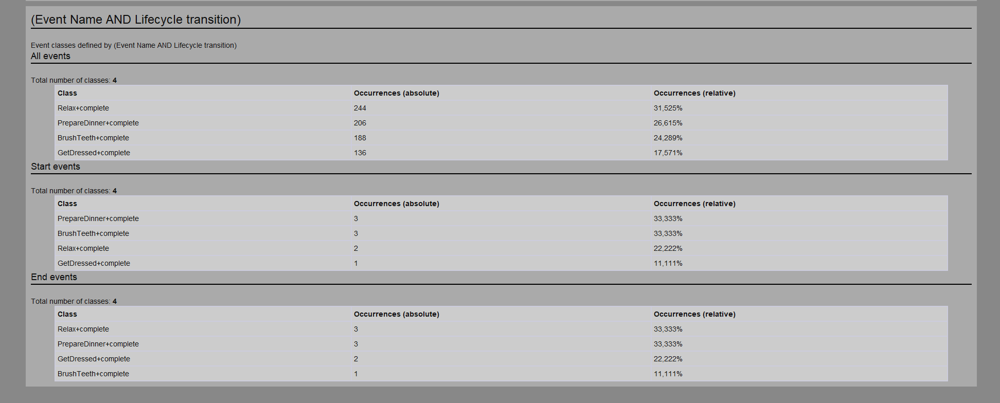 (Event Name AND Lifecycle transition)
Event classes defined by (Event Name AND Lifecycle transition)
All events
Total number of classes: 4
Class Occurrences (absolute) Occurrences (relative)
Relax+complete 244 31,525%
PrepareDinner+complete 206 26,615%
BrushTeeth+complete 188 24,289%
GetDressed+complete 136 17,571%
Start events
Total number of classes: 4
Class Occurrences (absolute) Occurrences (relative)
PrepareDinner+complete 3 33,333%
BrushTeeth+complete 3 33,333%
Relax+complete 2 22,222%
GetDressed+complete 1 11,111%
End events
Total number of classes: 4
Class Occurrences (absolute) Occurrences (relative)
Relax+complete 3 33,333%
PrepareDinner+complete 3 33,333%
GetDressed+complete 2 22,222%
BrushTeeth+complete 1 11,111%